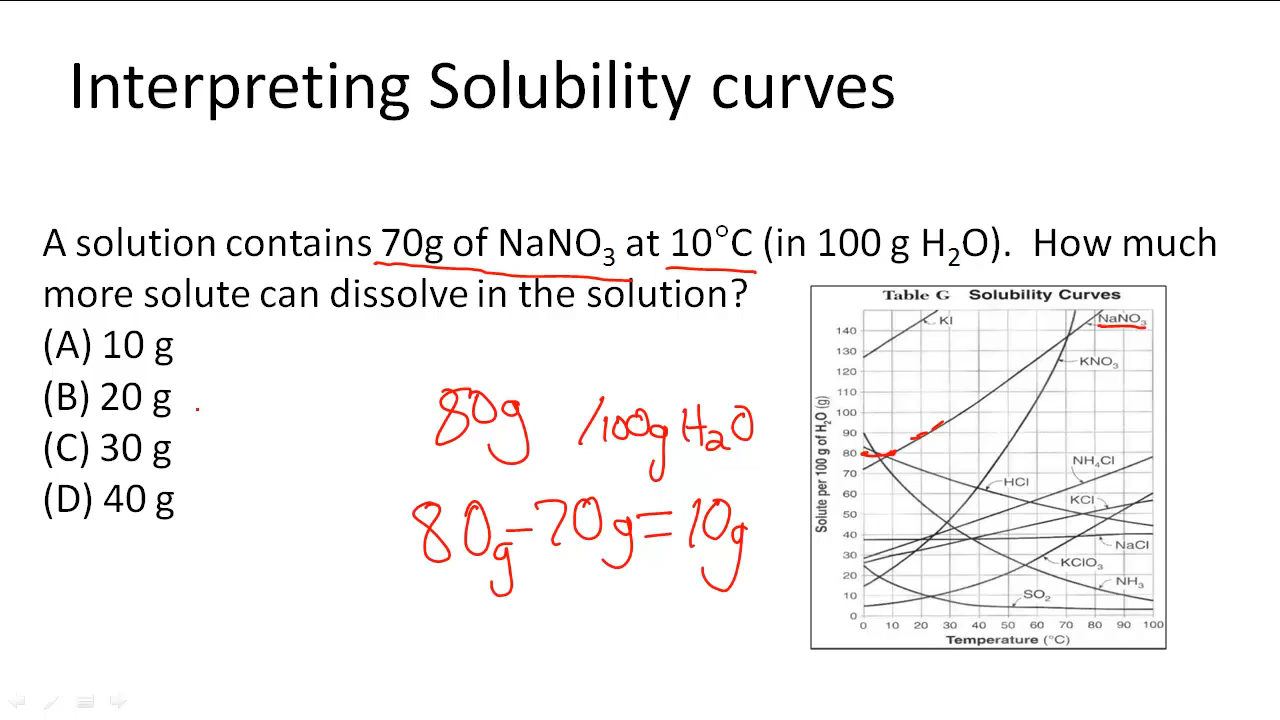 Interpreting Solubility curves
A solution contains 70g of NaNO₃ at 10°C (in 100 g H₂O). How much
more solute can dissolve in the solution?
(A) 10 g
(B) 20 g
(C) 30 g
(D) 40 g
80g /100g H₂O
80g-70g=10g
Table G Solubility Curves
KI
NaNO₃
KNO₃
NH₄Cl
HCl
KCl
NaCl
KClO₃
NH₃
SO₂
Solute per 100 g of H₂O (g)
140
130
120
110
100
90
80
70
60
50
40
30
20
10
0
0 10 20 30 40 50 60 70 80 90 100
Temperature (°C)